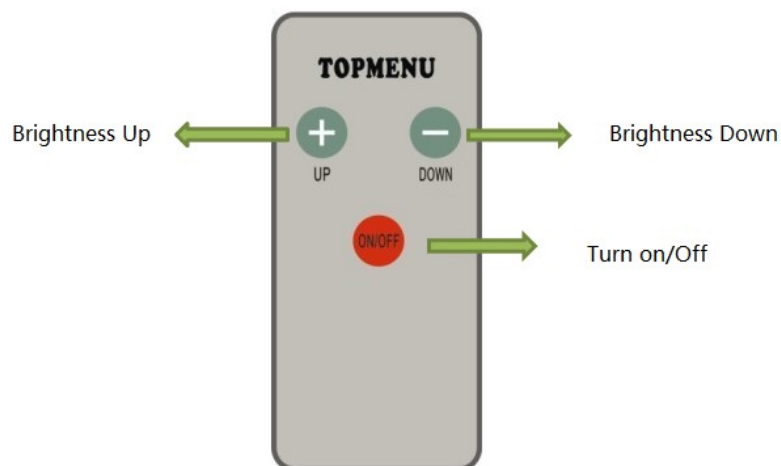 TOPMENU
Brightness Up
Brightness Down
UP
DOWN
ON/OFF
Turn on/Off